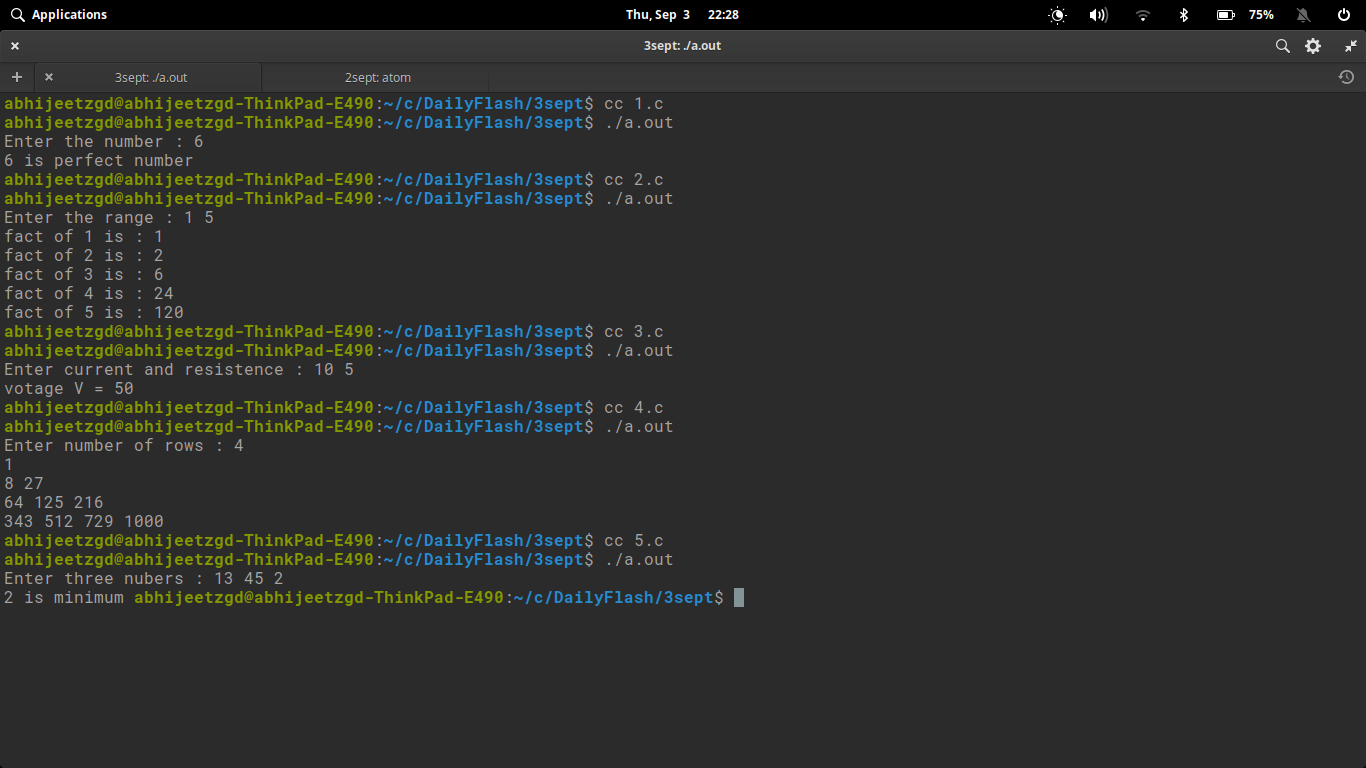 Applications
Thu, Sep 3 22:28
75%
3sept: ./a.out
3sept: ./a.out
2sept: atom
abhijeetzgd@abhijeetzgd-ThinkPad-E490:~/c/DailyFlash/3sept$ cc 1.c
abhijeetzgd@abhijeetzgd-ThinkPad-E490:~/c/DailyFlash/3sept$ ./a.out
Enter the number : 6
6 is perfect number
abhijeetzgd@abhijeetzgd-ThinkPad-E490:~/c/DailyFlash/3sept$ cc 2.c
abhijeetzgd@abhijeetzgd-ThinkPad-E490:~/c/DailyFlash/3sept$ ./a.out
Enter the range : 1 5
fact of 1 is : 1
fact of 2 is : 2
fact of 3 is : 6
fact of 4 is : 24
fact of 5 is : 120
abhijeetzgd@abhijeetzgd-ThinkPad-E490:~/c/DailyFlash/3sept$ cc 3.c
abhijeetzgd@abhijeetzgd-ThinkPad-E490:~/c/DailyFlash/3sept$ ./a.out
Enter current and resistence : 10 5
votage V = 50
abhijeetzgd@abhijeetzgd-ThinkPad-E490:~/c/DailyFlash/3sept$ cc 4.c
abhijeetzgd@abhijeetzgd-ThinkPad-E490:~/c/DailyFlash/3sept$ ./a.out
Enter number of rows : 4
1
8 27
64 125 216
343 512 729 1000
abhijeetzgd@abhijeetzgd-ThinkPad-E490:~/c/DailyFlash/3sept$ cc 5.c
abhijeetzgd@abhijeetzgd-ThinkPad-E490:~/c/DailyFlash/3sept$ ./a.out
Enter three nubers : 13 45 2
2 is minimum abhijeetzgd@abhijeetzgd-ThinkPad-E490:~/c/DailyFlash/3sept$